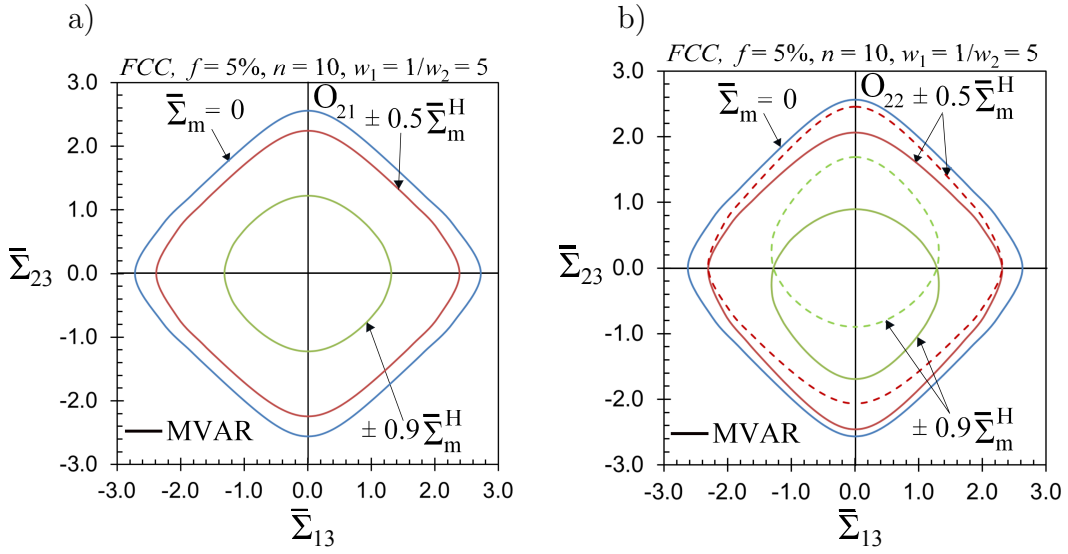 a)
FCC, f = 5%, n = 10, w₁ = 1/w₂ = 5
3.0
2.0
1.0
0.0
-1.0
-2.0
-3.0
Σ̅₂₃
O₂₁
Σ̅ₘ = 0
± 0.5 Σ̅ₘᴴ
± 0.9 Σ̅ₘᴴ
MVAR
-3.0 -2.0 -1.0 0.0 1.0 2.0 3.0
Σ̅₁₃
b)
FCC, f = 5%, n = 10, w₁ = 1/w₂ = 5
3.0
2.0
1.0
0.0
-1.0
-2.0
-3.0
Σ̅₂₃
O₂₂
Σ̅ₘ = 0
± 0.5 Σ̅ₘᴴ
± 0.9 Σ̅ₘᴴ
MVAR
-3.0 -2.0 -1.0 0.0 1.0 2.0 3.0
Σ̅₁₃